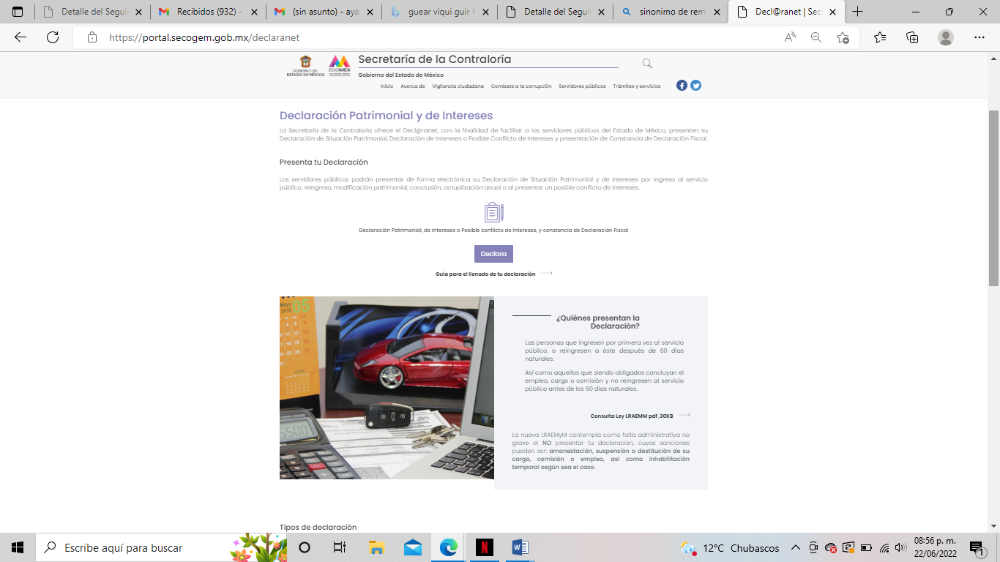 Detalle del Segui
Recibidos (932) -
(sin asunto) - aya
guear viqui guir f
Detalle del Segui
sinonimo de rem
Decl@ranet | Secr
https://portal.secogem.gob.mx/declaranet
GOBIERNO DEL
ESTADO DE MÉXICO
EDOMÉX
Secretaría de la Contraloría
Gobierno del Estado de México
Inicio Acerca de Vigilancia ciudadana Combate a la corrupción Servidores públicos Trámites y servicios
Declaración Patrimonial y de Intereses
La Secretaría de la Contraloría ofrece el Decl@ranet, con la finalidad de facilitar a los servidores públicos del Estado de México, presenten su
Declaración de Situación Patrimonial, Declaración de Intereses o Posible Conflicto de Intereses y presentación de Constancia de Declaración Fiscal.
Presenta tu Declaración
Los servidores públicos podrán presentar de forma electrónica su Declaración de Situación Patrimonial y de Intereses por ingreso al servicio
público, reingreso, modificación patrimonial, conclusión, actualización anual o al presentar un posible conflicto de intereses.
Declaración Patrimonial, de Intereses o Posible conflicto de Intereses, y constancia de Declaración Fiscal
Declara
Guía para el llenado de tu declaración
Mayo 05
2018
5500
¿Quiénes presentan la
Declaración?
Las personas que ingresen por primera vez al servicio
público, o reingresen a éste después de 60 días
naturales.
Así como aquellos que siendo obligados concluyan el
empleo, cargo o comisión y no reingresen al servicio
público antes de los 60 días naturales.
Consulta Ley LRAEMM pdf ,30KB
La nueva LRAEMyM contempla como falta administrativa no
grave el NO presentar tu declaración, cuyas sanciones
pueden ser: amonestación, suspensión o destitución de su
cargo, comisión o empleo, así como inhabilitación
temporal según sea el caso.
Tipos de declaración
Escribe aquí para buscar
12°C Chubascos
08:56 p. m.
22/06/2022
1